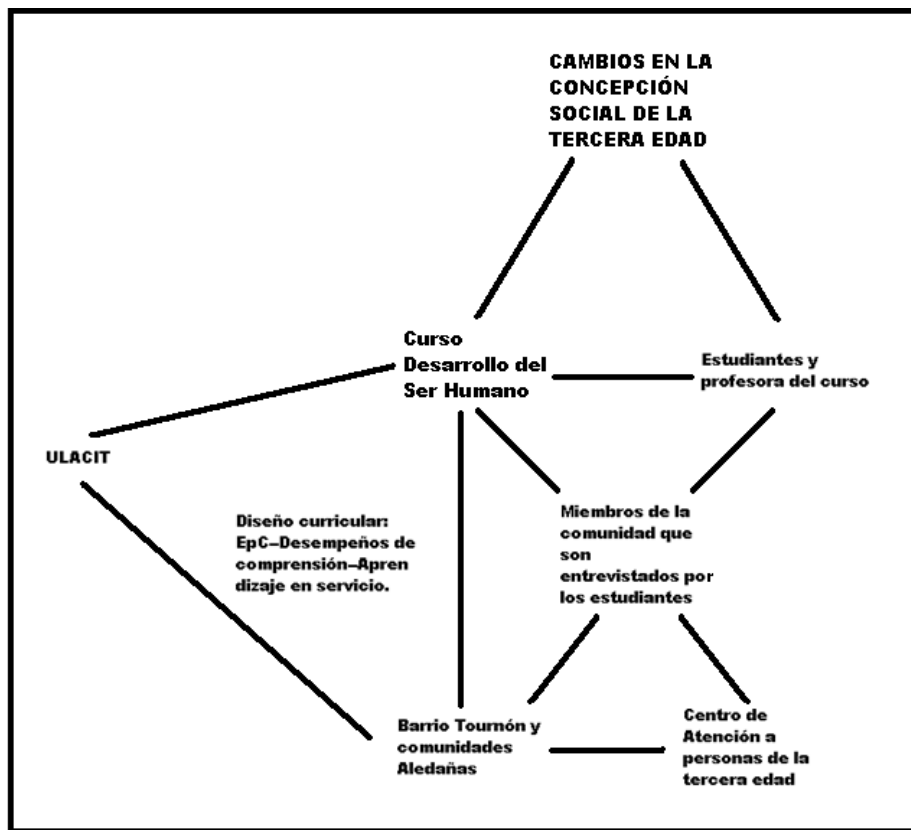 CAMBIOS EN LA
CONCEPCIÓN
SOCIAL DE LA
TERCERA EDAD
Curso
Desarrollo del
Ser Humano
Estudiantes y
profesora del curso
ULACIT
Diseño curricular:
EpC–Desempeños de
comprensión–Apren
dizaje en servicio.
Miembros de la
comunidad que
son
entrevistados por
los estudiantes
Barrio Tournón y
comunidades
Aledañas
Centro de
Atención a
personas de la
tercera edad